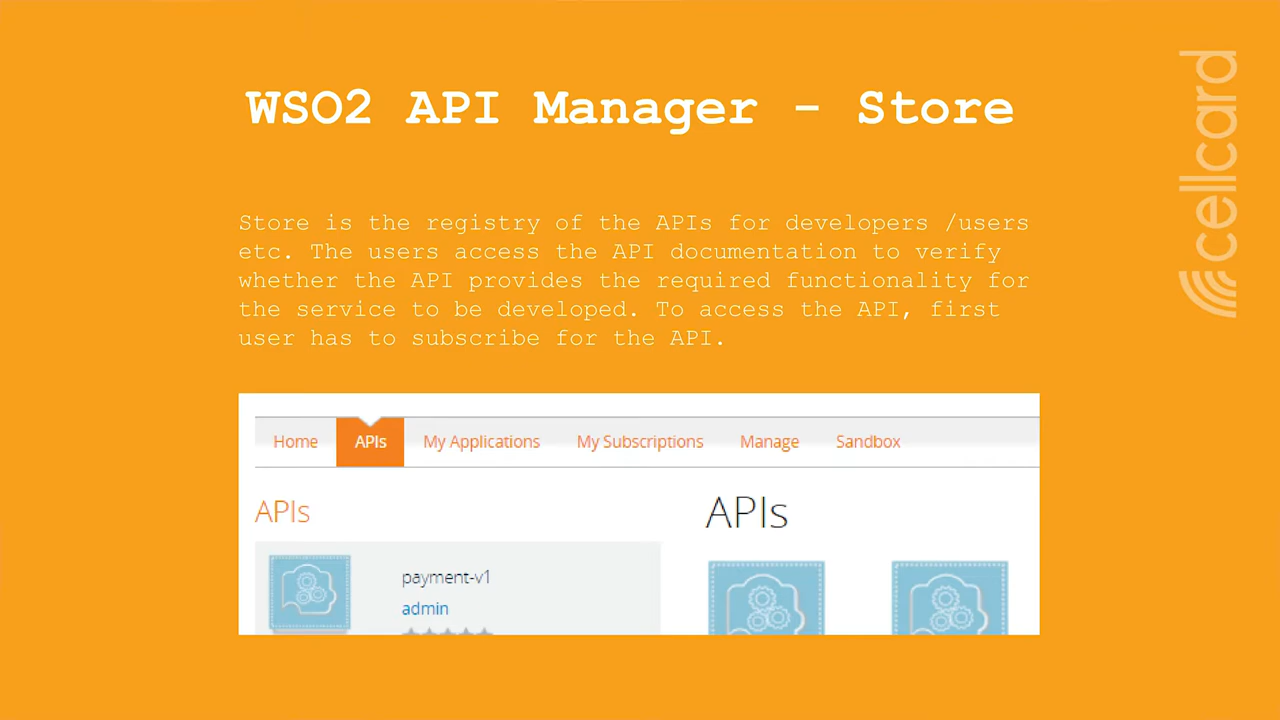 WSO2 API Manager - Store
cellcard
Store is the registry of the APIs for developers /users
etc. The users access the API documentation to verify
whether the API provides the required functionality for
the service to be developed. To access the API, first
user has to subscribe for the API.
Home APIs My Applications My Subscriptions Manage Sandbox
APIs
APIs
payment-v1
admin